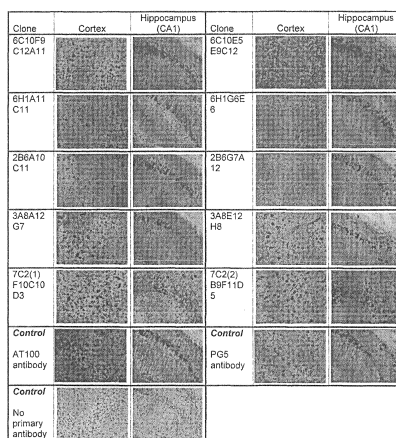 Clone Cortex Hippocampus (CA1) Clone Cortex Hippocampus (CA1)
6C10F9
C12A11
6C10E5
E9C12
6H1A11
C11
6H1G6E
6
2B6A10
C11
2B6G7A
12
3A8A12
G7
3A8E12
H8
7C2(1)
F10C10
D3
7C2(2)
B9F11D
5
Control
AT100
antibody
Control
PG5
antibody
Control
No
primary
antibody